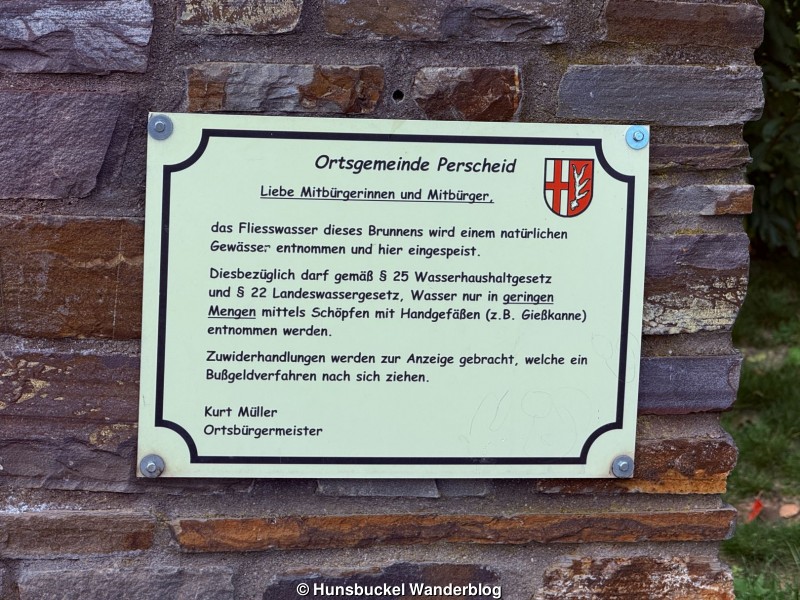 Ortsgemeinde Perscheid
Liebe Mitbürgerinnen und Mitbürger,
das Fliesswasser dieses Brunnens wird einem natürlichen
Gewässer entnommen und hier eingespeist.
Diesbezüglich darf gemäß § 25 Wasserhaushaltgesetz
und § 22 Landeswassergesetz, Wasser nur in geringen
Mengen mittels Schöpfen mit Handgefäßen (z.B. Gießkanne)
entnommen werden.
Zuwiderhandlungen werden zur Anzeige gebracht, welche ein
Bußgeldverfahren nach sich ziehen.
Kurt Müller
Ortsbürgermeister
© Hunsbuckel Wanderblog